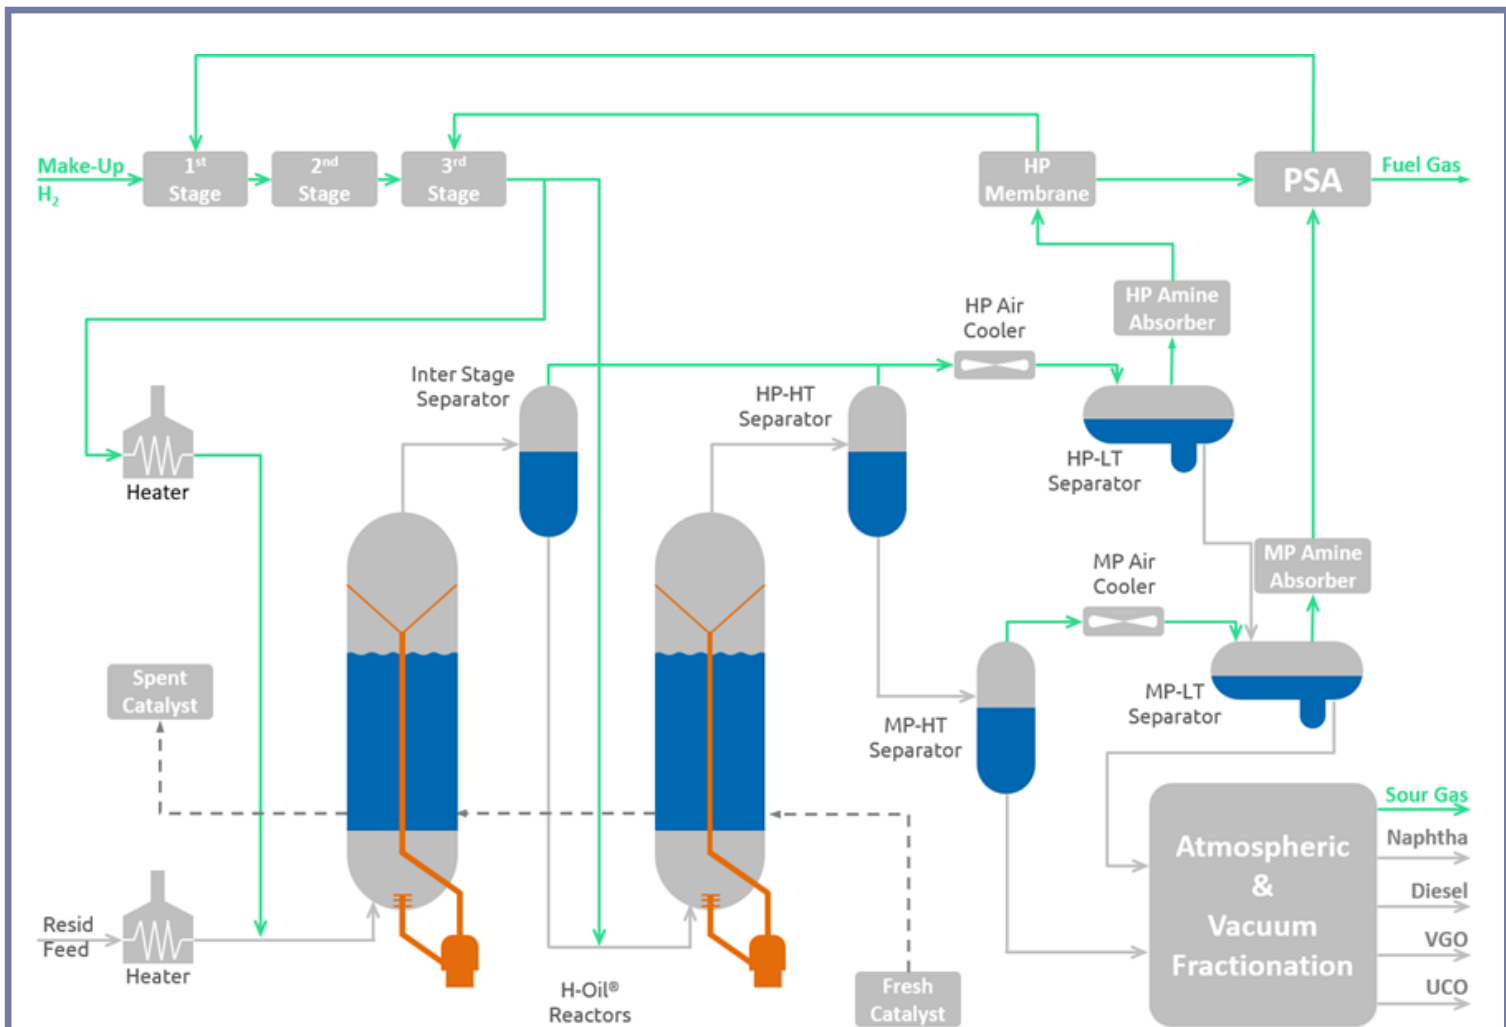 Make-Up
H2
1st
Stage
2nd
Stage
3rd
Stage
HP
Membrane
PSA
Fuel Gas
HP Amine
Absorber
HP Air
Cooler
Inter Stage
Separator
HP-HT
Separator
HP-LT
Separator
Heater
MP Amine
Absorber
MP Air
Cooler
Spent
Catalyst
MP-HT
Separator
MP-LT
Separator
Atmospheric
&
Vacuum
Fractionation
Sour Gas
Naphtha
Diesel
VGO
UCO
Resid
Feed
Heater
H-Oil®
Reactors
Fresh
Catalyst